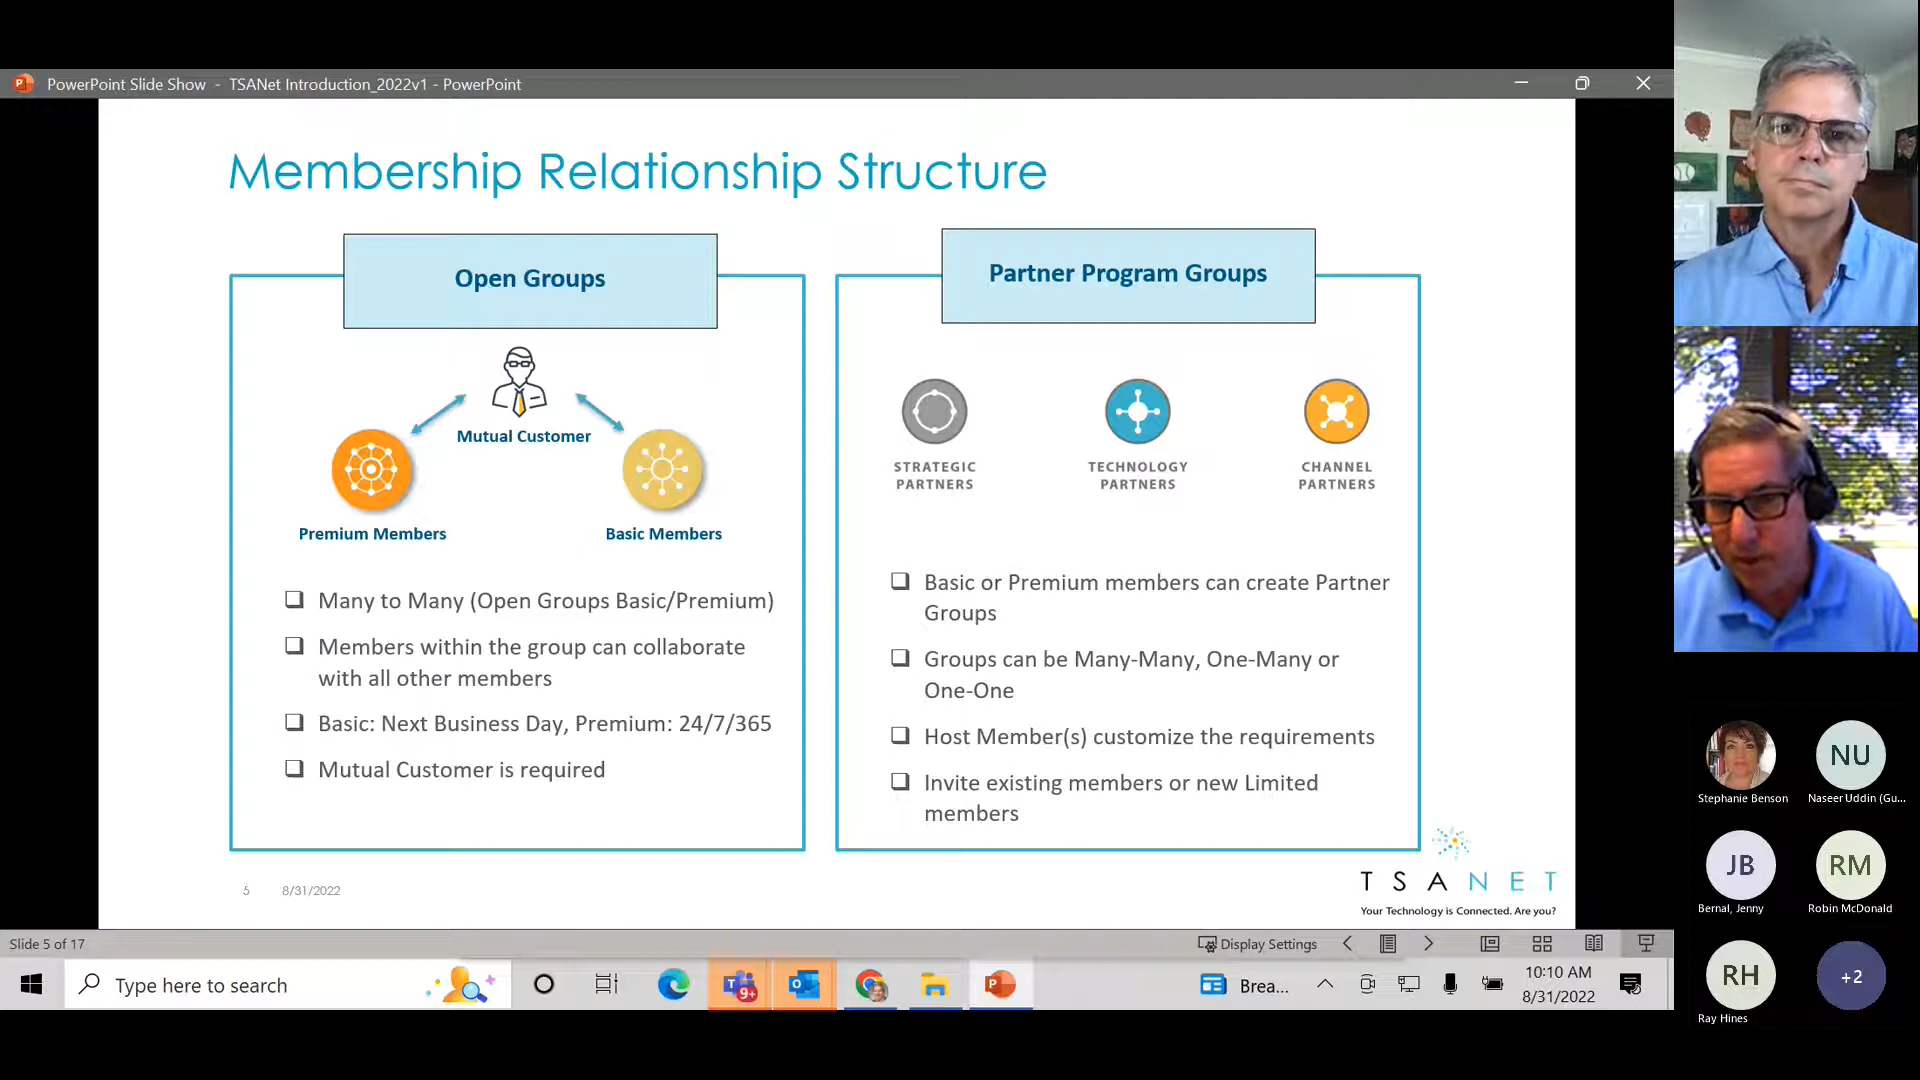 PowerPoint Slide Show - TSANet Introduction_2022v1 - PowerPoint
Membership Relationship Structure
Open Groups
Mutual Customer
Premium Members
Basic Members
Many to Many (Open Groups Basic/Premium)
Members within the group can collaborate
with all other members
Basic: Next Business Day, Premium: 24/7/365
Mutual Customer is required
Partner Program Groups
STRATEGIC
PARTNERS
TECHNOLOGY
PARTNERS
CHANNEL
PARTNERS
Basic or Premium members can create Partner
Groups
Groups can be Many-Many, One-Many or
One-One
Host Member(s) customize the requirements
Invite existing members or new Limited
members
5 8/31/2022
TSANET
Your Technology is Connected. Are you?
Slide 5 of 17
Display Settings
Type here to search
9+
Brea...
10:10 AM
8/31/2022
NU
Stephanie Benson
Naseer Uddin (Gu...
JB
RM
Bernal, Jenny
Robin McDonald
RH
+2
Ray Hines